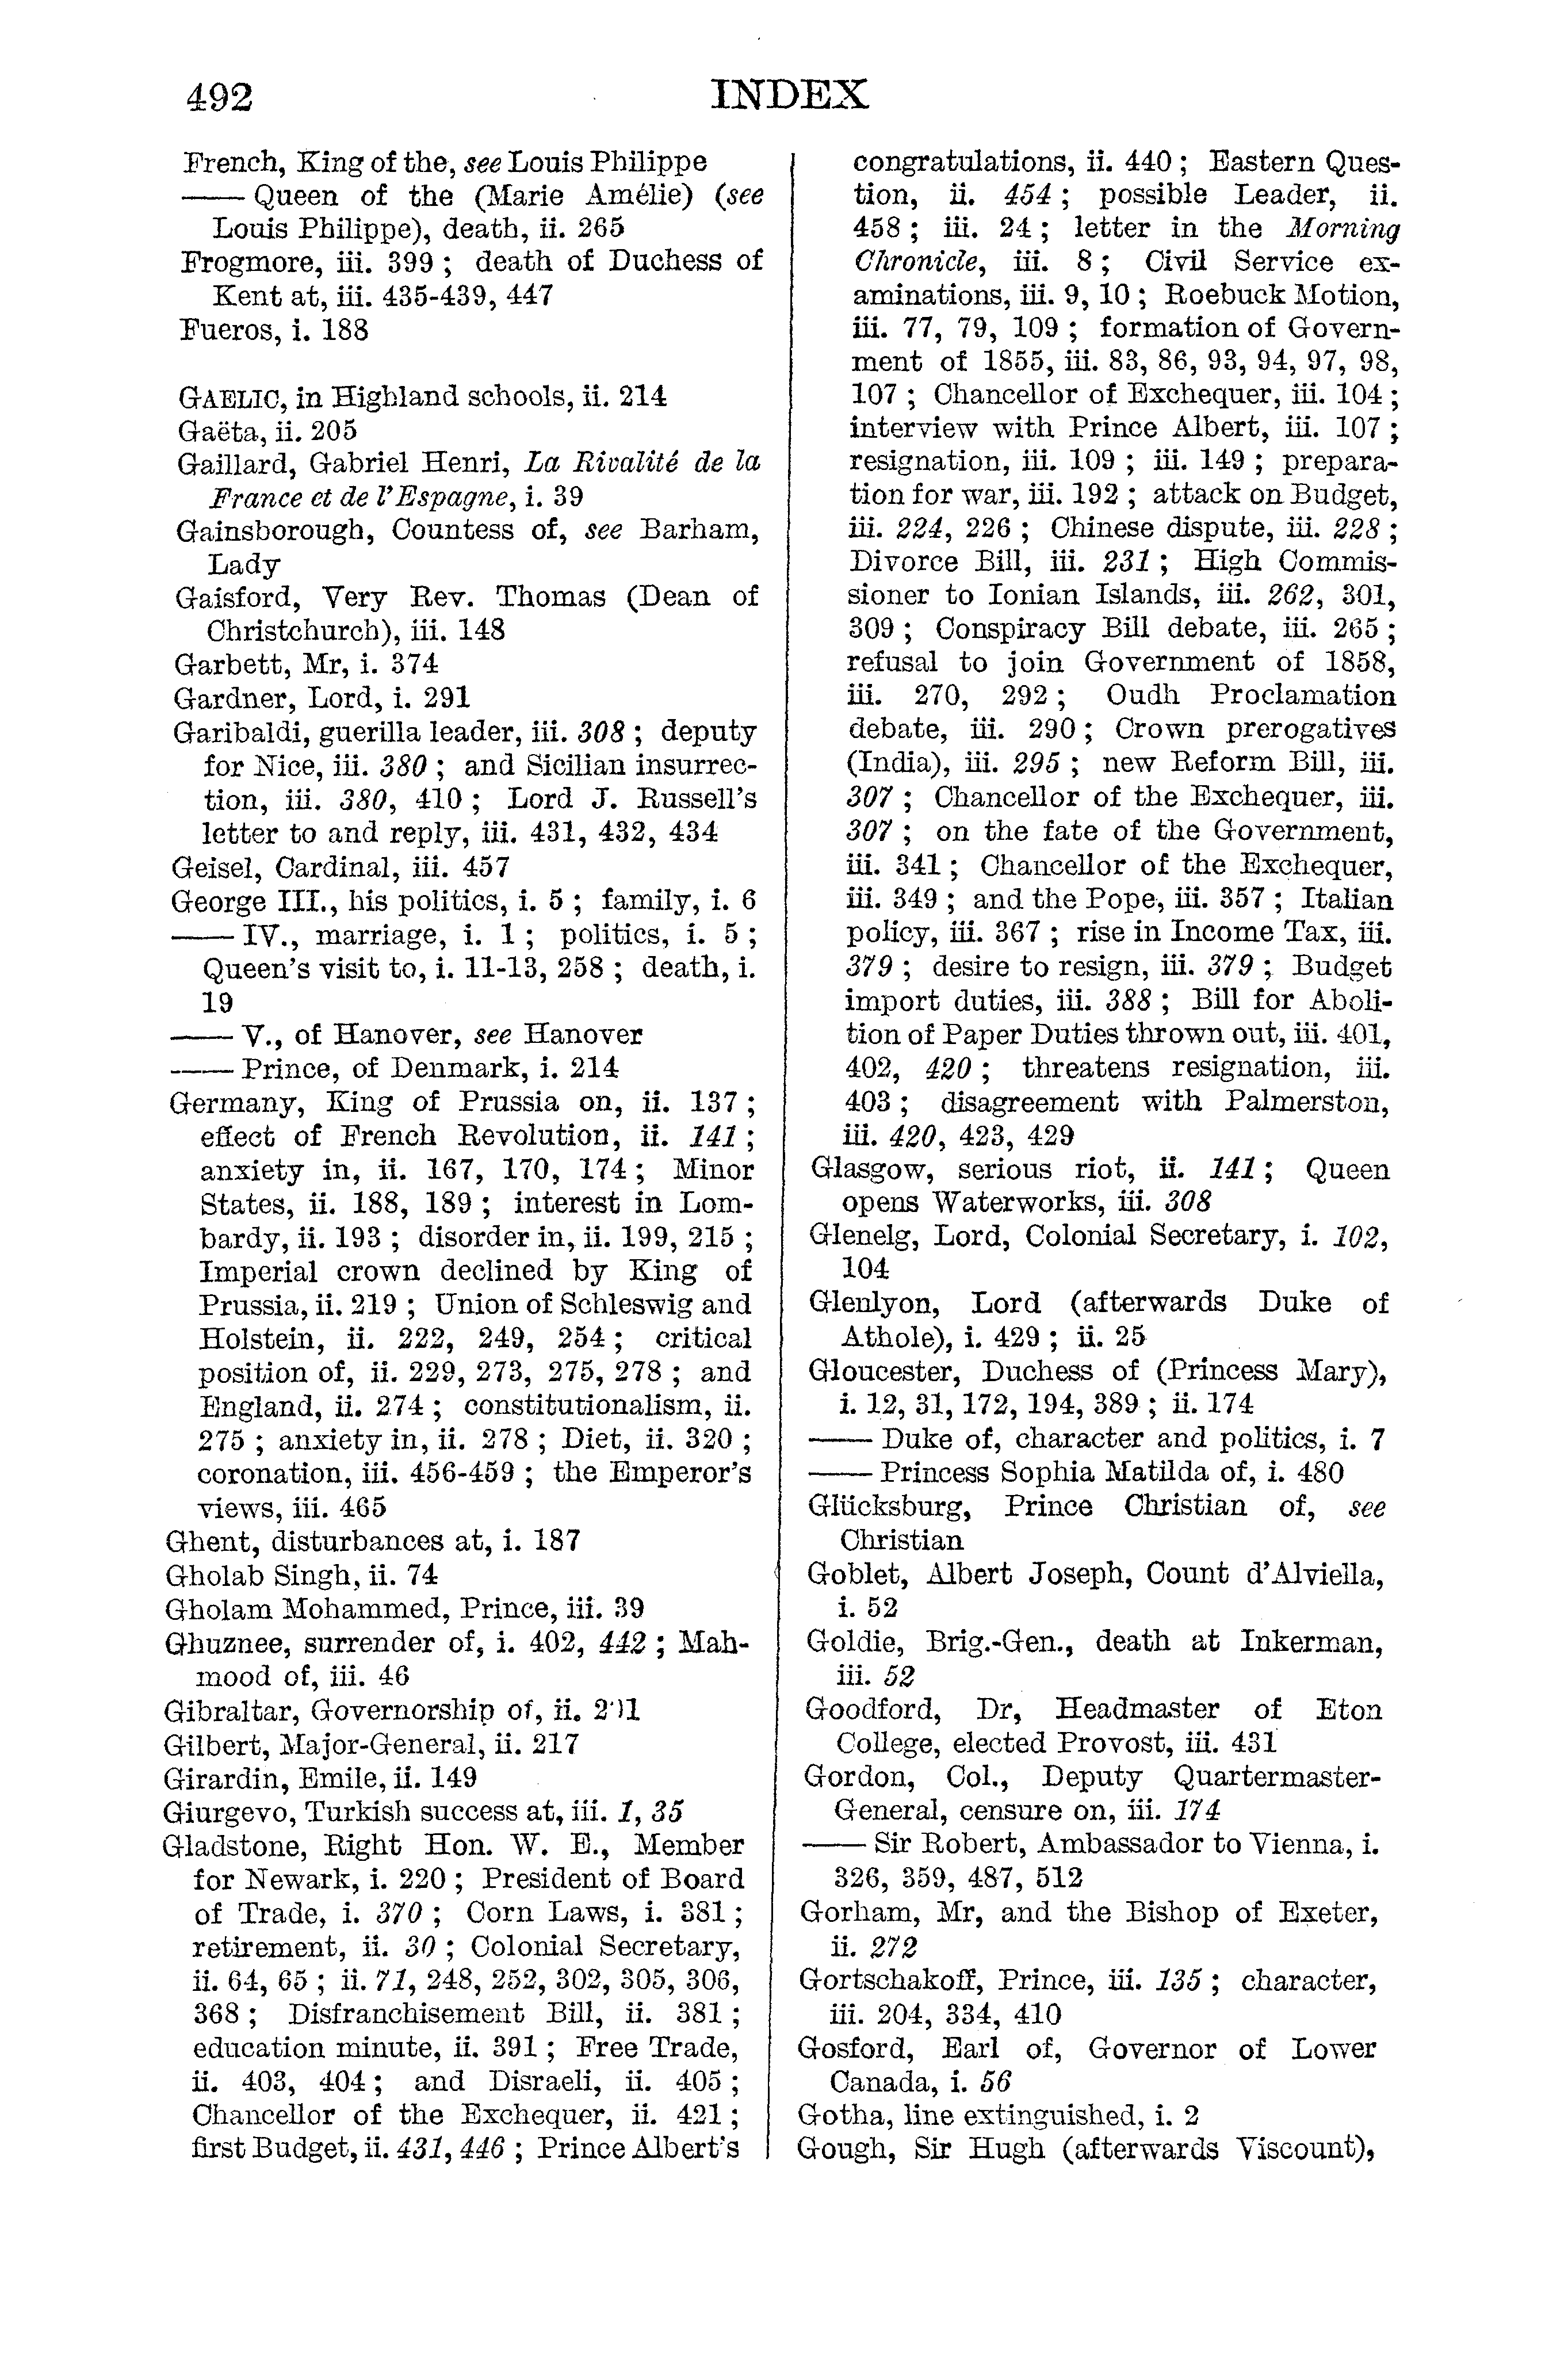 492
INDEX
French, King of the, see Louis Philippe
—— Queen of the (Marie Amélie) (see
Louis Philippe), death, ii. 265
Frogmore, iii. 399 ; death of Duchess of
Kent at, iii. 435-439, 447
Fueros, i. 188
GAELIC, in Highland schools, ii. 214
Gaëta, ii. 205
Gaillard, Gabriel Henri, La Rivalité de la
France et de l'Espagne, i. 39
Gainsborough, Countess of, see Barham,
Lady
Gaisford, Very Rev. Thomas (Dean of
Christchurch), iii. 148
Garbett, Mr, i. 374
Gardner, Lord, i. 291
Garibaldi, guerilla leader, iii. 308 ; deputy
for Nice, iii. 380 ; and Sicilian insurrec-
tion, iii. 380, 410 ; Lord J. Russell's
letter to and reply, iii. 431, 432, 434
Geisel, Cardinal, iii. 457
George III., his politics, i. 5 ; family, i. 6
—— IV., marriage, i. 1 ; politics, i. 5 ;
Queen's visit to, i. 11-13, 258 ; death, i.
19
—— V., of Hanover, see Hanover
—— Prince, of Denmark, i. 214
Germany, King of Prussia on, ii. 137 ;
effect of French Revolution, ii. 141 ;
anxiety in, ii. 167, 170, 174 ; Minor
States, ii. 188, 189 ; interest in Lom-
bardy, ii. 193 ; disorder in, ii. 199, 215 ;
Imperial crown declined by King of
Prussia, ii. 219 ; Union of Schleswig and
Holstein, ii. 222, 249, 254 ; critical
position of, ii. 229, 273, 275, 278 ; and
England, ii. 274 ; constitutionalism, ii.
275 ; anxiety in, ii. 278 ; Diet, ii. 320 ;
coronation, iii. 456-459 ; the Emperor's
views, iii. 465
Ghent, disturbances at, i. 187
Gholab Singh, ii. 74
Gholam Mohammed, Prince, iii. 39
Ghuznee, surrender of, i. 402, 442 ; Mah-
mood of, iii. 46
Gibraltar, Governorship of, ii.
Gilbert, Major-General, ii. 217
Girardin, Emile, ii. 149
Giurgevo, Turkish success at, iii. 1, 35
Gladstone, Right Hon. W. E., Member
for Newark, i. 220 ; President of Board
of Trade, i. 370 ; Corn Laws, i. 381 ;
retirement, ii. 30 ; Colonial Secretary,
ii. 64, 65 ; ii. 71, 248, 252, 302, 305, 306,
368 ; Disfranchisement Bill, ii. 381 ;
education minute, ii. 391 ; Free Trade,
ii. 403, 404 ; and Disraeli, ii. 405 ;
Chancellor of the Exchequer, ii. 421 ;
first Budget, ii. 431, 446 ; Prince Albert's
congratulations, ii. 440 ; Eastern Ques-
tion, ii. 454 ; possible Leader, ii.
458 ; iii. 24 ; letter in the Morning
Chronicle, iii. 8 ; Civil Service ex-
aminations, iii. 9, 10 ; Roebuck Motion,
iii. 77, 79, 109 ; formation of Govern-
ment of 1855, iii. 83, 86, 93, 94, 97, 98,
107 ; Chancellor of Exchequer, iii. 104 ;
interview with Prince Albert, iii. 107 ;
resignation, iii. 109 ; iii. 149 ; prepara-
tion for war, iii. 192 ; attack on Budget,
iii. 224, 226 ; Chinese dispute, iii. 228 ;
Divorce Bill, iii. 231 ; High Commis-
sioner to Ionian Islands, iii. 262, 301,
309 ; Conspiracy Bill debate, iii. 265 ;
refusal to join Government of 1858,
iii. 270, 292 ; Oudh Proclamation
debate, iii. 290 ; Crown prerogatives
(India), iii. 295 ; new Reform Bill, iii.
307 ; Chancellor of the Exchequer, iii.
307 ; on the fate of the Government,
iii. 341 ; Chancellor of the Exchequer,
iii. 349 ; and the Pope, iii. 357 ; Italian
policy, iii. 367 ; rise in Income Tax, iii.
379 ; desire to resign, iii. 379 ; Budget
import duties, iii. 388 ; Bill for Aboli-
tion of Paper Duties thrown out, iii. 401,
402, 420 ; threatens resignation, iii.
403 ; disagreement with Palmerston,
iii. 420, 423, 429
Glasgow, serious riot, ii. 141 ; Queen
opens Waterworks, iii. 308
Glenelg, Lord, Colonial Secretary, i. 102,
104
Glenlyon, Lord (afterwards Duke of
Athole), i. 429 ; ii. 25
Gloucester, Duchess of (Princess Mary),
i. 12, 31, 172, 194, 389 ; ii. 174
—— Duke of, character and politics, i. 7
—— Princess Sophia Matilda of, i. 480
Glücksburg, Prince Christian of, see
Christian
Goblet, Albert Joseph, Count d'Alviella,
i. 52
Goldie, Brig.-Gen., death at Inkerman,
iii. 52
Goodford, Dr, Headmaster of Eton
College, elected Provost, iii. 431
Gordon, Col., Deputy Quartermaster-
General, censure on, iii. 174
—— Sir Robert, Ambassador to Vienna, i.
326, 359, 487, 512
Gorham, Mr, and the Bishop of Exeter,
ii. 272
Gortschakoff, Prince, iii. 135 ; character,
iii. 204, 334, 410
Gosford, Earl of, Governor of Lower
Canada, i. 56
Gotha, line extinguished, i. 2
Gough, Sir Hugh (afterwards Viscount),